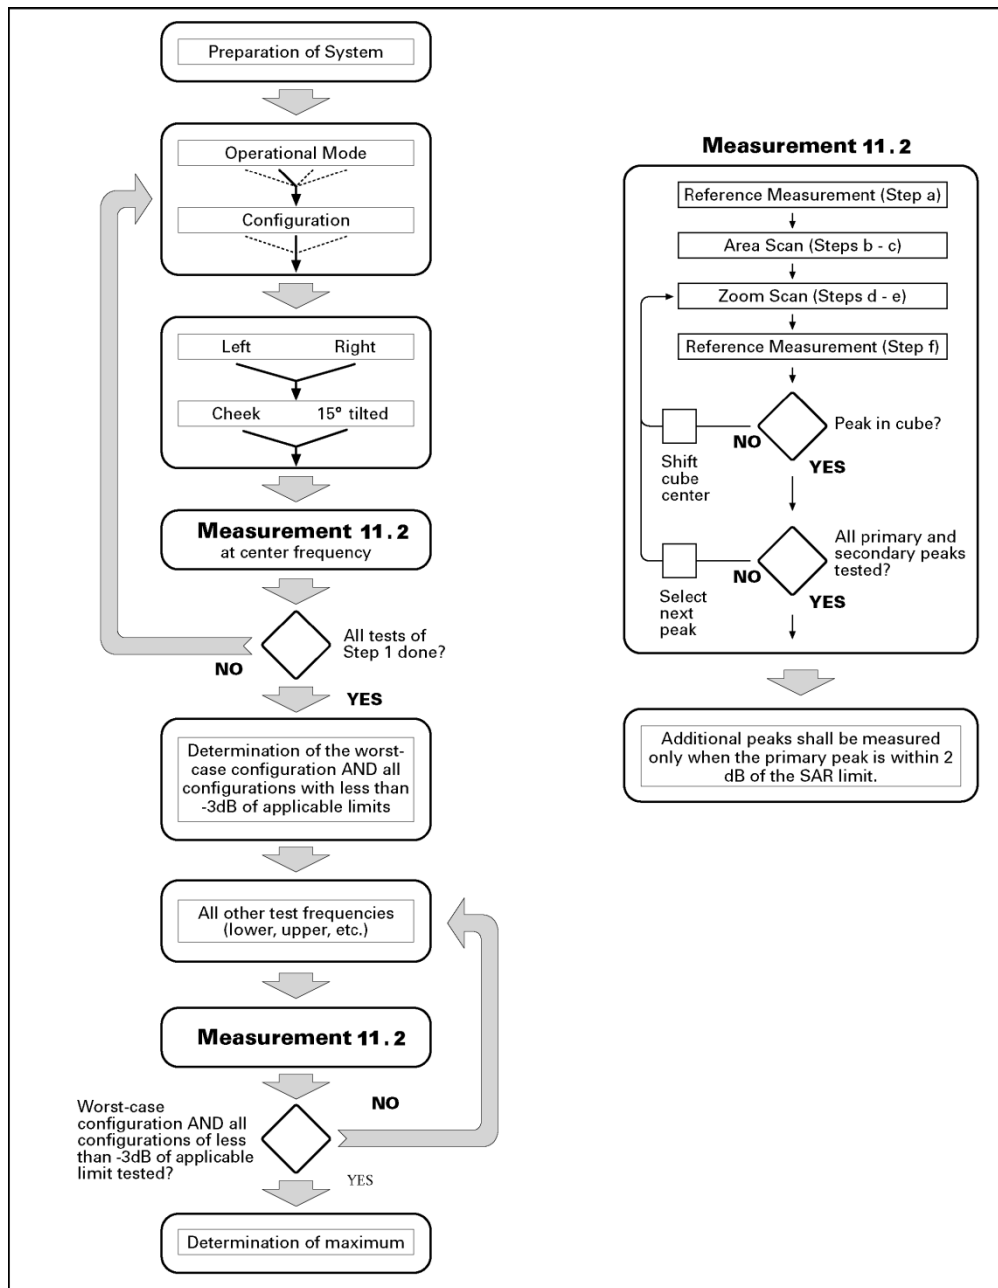 Preparation of System
Operational Mode
Configuration
Left Right
Cheek 15° tilted
Measurement 11.2
at center frequency
All tests of
Step 1 done?
NO
YES
Determination of the worst-
case configuration AND all
configurations with less than
-3dB of applicable limits
All other test frequencies
(lower, upper, etc.)
Measurement 11.2
NO
Worst-case
configuration AND all
configurations of less
than -3dB of applicable
limit tested?
YES
Determination of maximum
Measurement 11.2
Reference Measurement (Step a)
Area Scan (Steps b - c)
Zoom Scan (Steps d - e)
Reference Measurement (Step f)
Peak in cube?
NO
YES
Shift
cube
center
All primary and
secondary peaks
tested?
NO
YES
Select
next
peak
Additional peaks shall be measured
only when the primary peak is within 2
dB of the SAR limit.